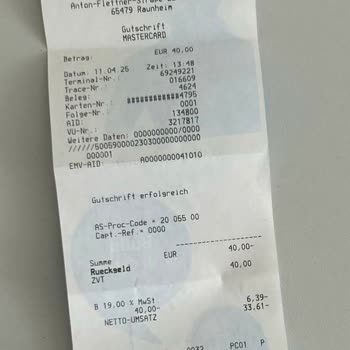 Anton-Flettner-Straße
65479 Raunheim
Gutschrift
MASTERCARD
Betrag: EUR 40,00
Datum: 11.04.25 Zeit: 13:48
Terminal-Nr.: 69249221
Trace-Nr.: 016609
Beleg: 4624
Karten-Nr.: ############4795
Folge-Nr.: 0001
AID: 134800
VU-Nr.: 3217817
Weitere Daten: 0000000000/0000
//////50059000023030000000000
000001
EMV-AID: A0000000041010
Gutschrift erfolgreich
AS-Proc-Code = 20 055 00
Capt.-Ref.= 0000
Summe EUR 40,00-
Rueckgeld 40,00
ZVT
B 19,00 % MwSt 6,39-
40,00- NETTO-UMSATZ 33,61-
0032 PC01 P